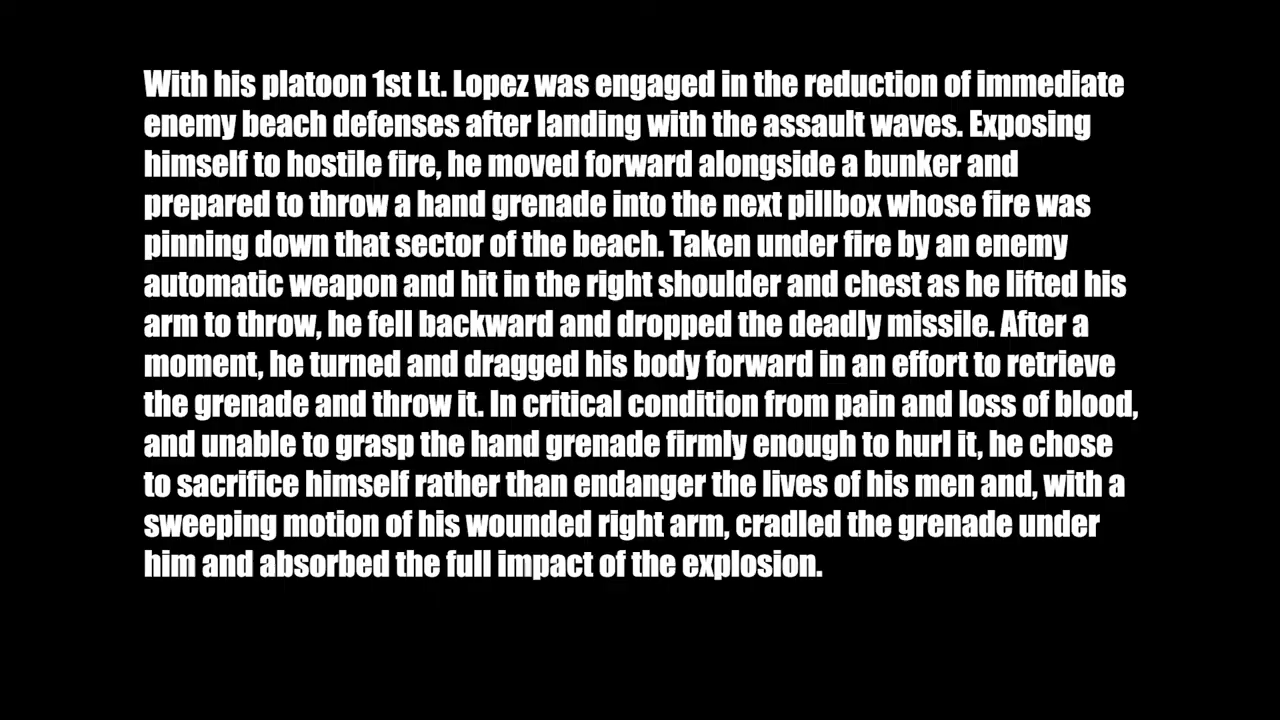 With his platoon 1st Lt. Lopez was engaged in the reduction of immediate
enemy beach defenses after landing with the assault waves. Exposing
himself to hostile fire, he moved forward alongside a bunker and
prepared to throw a hand grenade into the next pillbox whose fire was
pinning down that sector of the beach. Taken under fire by an enemy
automatic weapon and hit in the right shoulder and chest as he lifted his
arm to throw, he fell backward and dropped the deadly missile. After a
moment, he turned and dragged his body forward in an effort to retrieve
the grenade and throw it. In critical condition from pain and loss of blood,
and unable to grasp the hand grenade firmly enough to hurl it, he chose
to sacrifice himself rather than endanger the lives of his men and, with a
sweeping motion of his wounded right arm, cradled the grenade under
him and absorbed the full impact of the explosion.